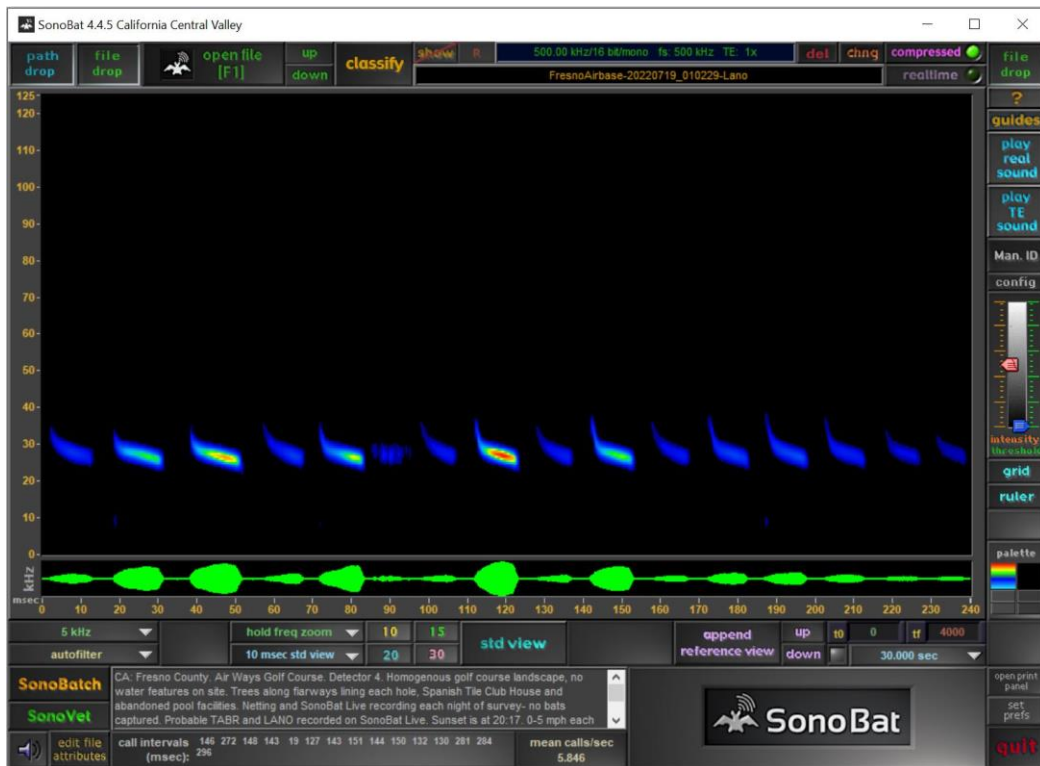 SonoBat 4.4.5 California Central Valley
path drop
file drop
open file [F1]
up
down
classify
show
R
500.00 kHz/16 bit/mono fs: 500 kHz TE: 1x
del
chng
compressed
FresnoAirbase-20220719_010229-Lano
realtime
file drop
?
guides
play real sound
play TE sound
Man. ID
config
intensity
threshold
grid
ruler
palette
125
120
110
100
90
80
70
60
50
40
30
20
10
0
kHz
msec
0 10 20 30 40 50 60 70 80 90 100 110 120 130 140 150 160 170 180 190 200 210 220 230 240
5 kHz
autofilter
hold freq zoom
10 msec std view
10
15
20
30
std view
append reference view
up
down
t0
0
tf
4000
30.000 sec
SonoBatch
SonoVet
edit file attributes
CA: Fresno County. Air Ways Golf Course. Detector 4. Homogenous golf course landscape, no
water features on site. Trees along fiarways lining each hole, Spanish Tile Club House and
abandoned pool facilities. Netting and SonoBat Live recording each night of survey- no bats
captured. Probable TABR and LANO recorded on SonoBat Live. Sunset is at 20:17. 0-5 mph each
call intervals (msec):
146 272 148 143 19 127 143 151 144 150 132 130 281 284
296
mean calls/sec
5.846
SonoBat
open print panel
set prefs
quit